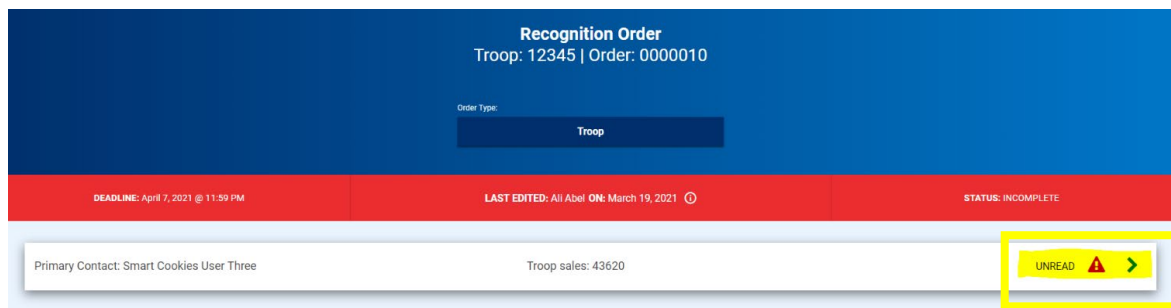 Recognition Order
Troop: 12345 | Order: 0000010
Order Type:
Troop
DEADLINE: April 7, 2021 @ 11:59 PM
LAST EDITED: Ali Abel ON: March 19, 2021
STATUS: INCOMPLETE
Primary Contact: Smart Cookies User Three
Troop sales: 43620
UNREAD